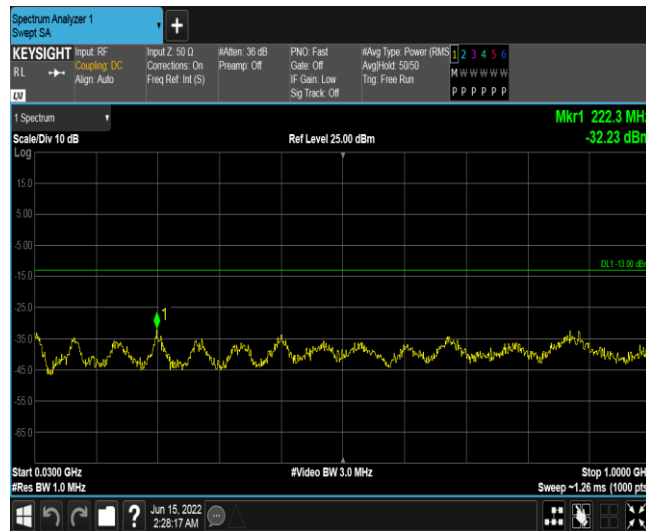 Spectrum Analyzer 1
Swept SA
+
KEYSIGHT Input: RF Input Z: 50 Ω #Atten: 36 dB PNO: Fast #Avg Type: Power (RMS 1 2 3 4 5 6
RL Coupling: DC Corrections: On Preamp: Off Gate: Off Avg|Hold: 50/50 M W W W W W
Align: Auto Freq Ref: Int (S) IF Gain: Low Trig: Free Run
LXI Sig Track: Off P P P P P P
1 Spectrum Mkr1 222.3 MHz
Scale/Div 10 dB Ref Level 25.00 dBm -32.23 dBm
Log
15.0
5.00
-5.00
DL1 -13.00 dBm
-15.0
-25.0
1
-35.0
-45.0
-55.0
-65.0
Start 0.0300 GHz #Video BW 3.0 MHz Stop 1.0000 GH
#Res BW 1.0 MHz Sweep ~1.26 ms (1000 pts
? Jun 15, 2022
2:28:17 AM